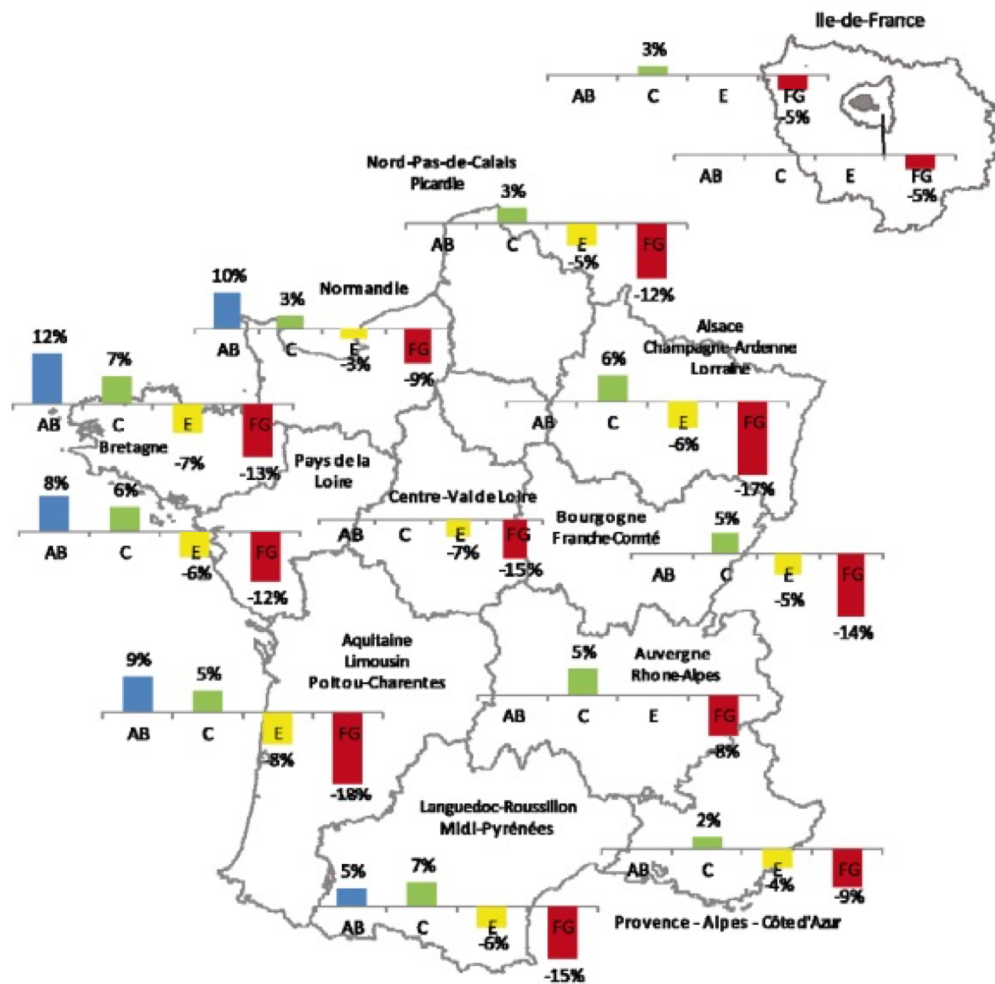 Ile-de-France
3%
AB C E FG
-5%
AB C E FG
-5%
Nord-Pas-de-Calais
Picardie
3%
AB C E FG
-5%
-12%
Normandie
10%
3%
AB C E FG
-3%
-9%
12%
7%
AB C E FG
Bretagne
-7%
-13%
Alsace
Champagne-Ardenne
Lorraine
6%
AB C E FG
-6%
-17%
Pays de la
Loire
8%
6%
AB C E FG
-6%
-12%
Centre-Val de Loire
AB C E FG
-7%
-15%
Bourgogne
Franche-Comté
5%
AB C E FG
-5%
-14%
Aquitaine
Limousin
Poitou-Charentes
9%
5%
AB C E FG
-8%
-18%
Auvergne
Rhone-Alpes
5%
AB C E FG
-8%
Languedoc-Roussillon
Midi-Pyrénées
5%
7%
AB C E FG
-6%
-15%
2%
AB C E FG
-4%
-9%
Provence - Alpes - Côte d'Azur